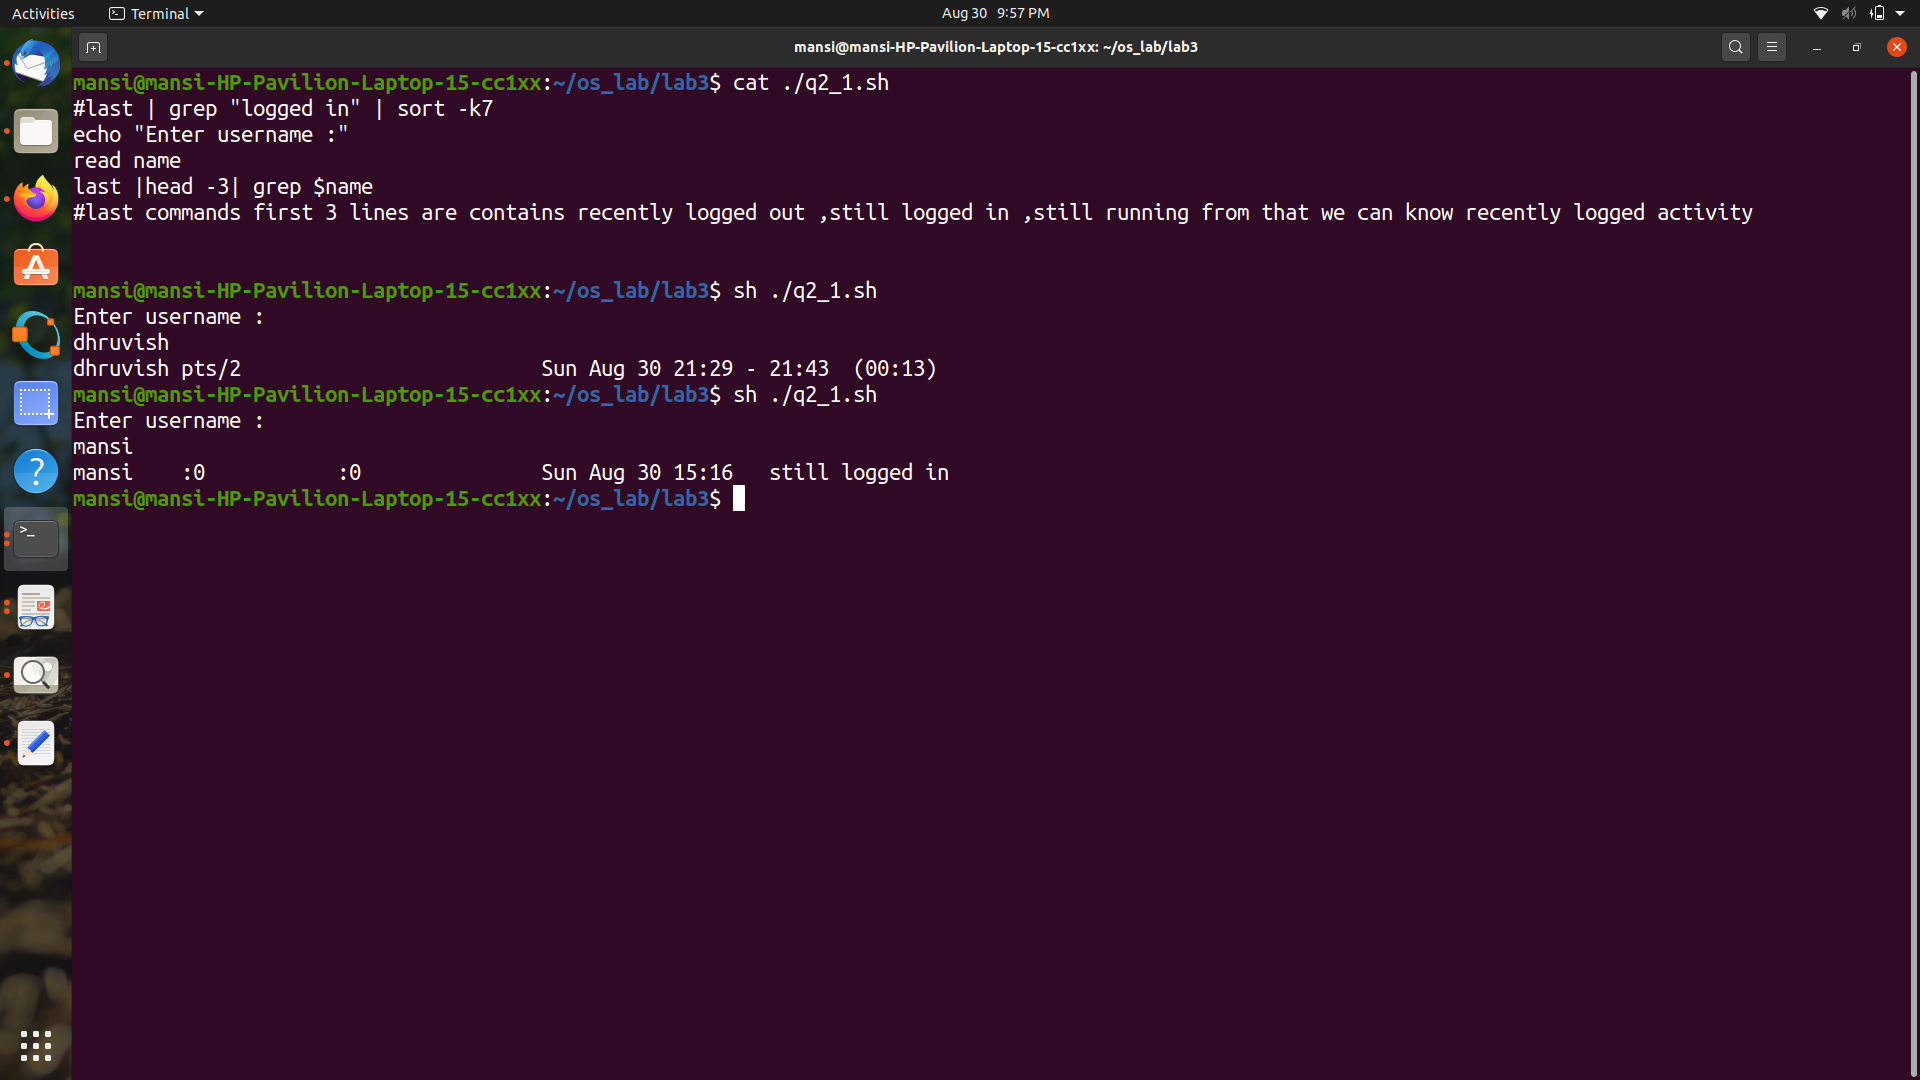 Activities Terminal Aug 30 9:57 PM
mansi@mansi-HP-Pavilion-Laptop-15-cc1xx: ~/os_lab/lab3
mansi@mansi-HP-Pavilion-Laptop-15-cc1xx:~/os_lab/lab3$ cat ./q2_1.sh
#last | grep "logged in" | sort -k7
echo "Enter username :"
read name
last |head -3| grep $name
#last commands first 3 lines are contains recently logged out ,still logged in ,still running from that we can know recently logged activity
mansi@mansi-HP-Pavilion-Laptop-15-cc1xx:~/os_lab/lab3$ sh ./q2_1.sh
Enter username :
dhruvish
dhruvish pts/2                         Sun Aug 30 21:29 - 21:43  (00:13)
mansi@mansi-HP-Pavilion-Laptop-15-cc1xx:~/os_lab/lab3$ sh ./q2_1.sh
Enter username :
mansi
mansi    :0           :0               Sun Aug 30 15:16   still logged in
mansi@mansi-HP-Pavilion-Laptop-15-cc1xx:~/os_lab/lab3$